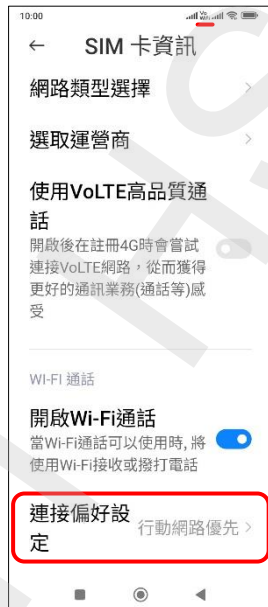 10:00
← SIM 卡資訊
網路類型選擇
選取運營商
使用VoLTE高品質通
話
開啟後在註冊4G時會嘗試
連接VoLTE網路,從而獲得
更好的通訊業務(通話等)感
受
WI-FI 通話
開啟Wi-Fi通話
當Wi-Fi通話可以使用時, 將
使用Wi-Fi接收或撥打電話
連接偏好設
定
行動網路優先